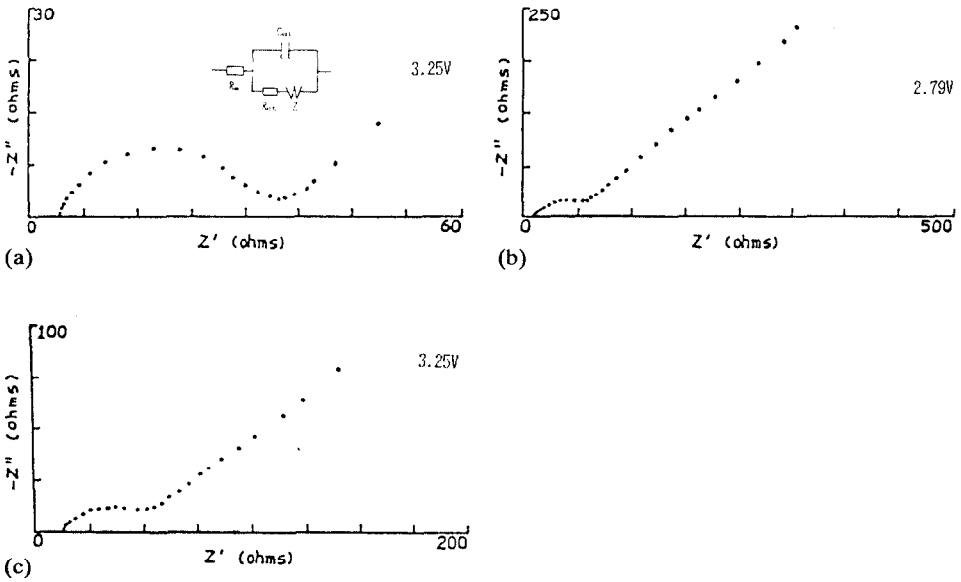 30
3.25V
-Z" (ohms)
0
60
Z' (ohms)
(a)
250
2.79V
-Z" (ohms)
0
500
Z' (ohms)
(b)
100
3.25V
-Z" (ohms)
0
200
Z' (ohms)
(c)